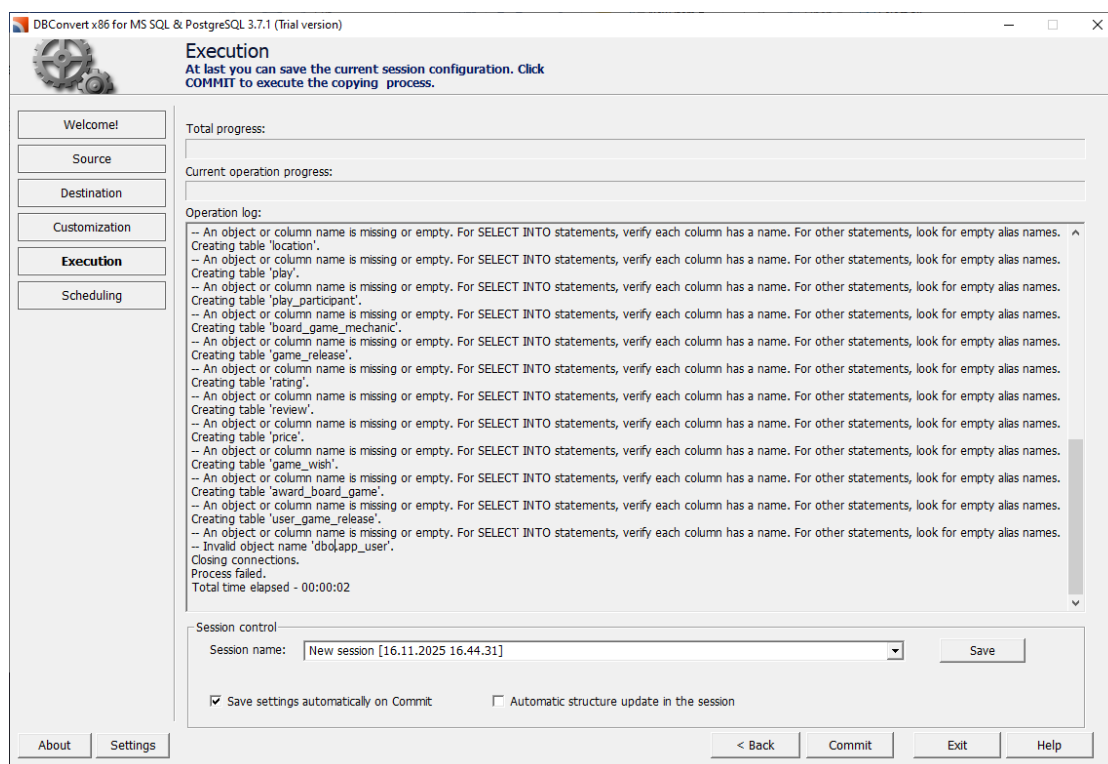 DBConvert x86 for MS SQL & PostgreSQL 3.7.1 (Trial version)
Execution
At last you can save the current session configuration. Click
COMMIT to execute the copying process.
Welcome!
Source
Destination
Customization
Execution
Scheduling
Total progress:
Current operation progress:
Operation log:
-- An object or column name is missing or empty. For SELECT INTO statements, verify each column has a name. For other statements, look for empty alias names.
Creating table 'location'.
-- An object or column name is missing or empty. For SELECT INTO statements, verify each column has a name. For other statements, look for empty alias names.
Creating table 'play'.
-- An object or column name is missing or empty. For SELECT INTO statements, verify each column has a name. For other statements, look for empty alias names.
Creating table 'play_participant'.
-- An object or column name is missing or empty. For SELECT INTO statements, verify each column has a name. For other statements, look for empty alias names.
Creating table 'board_game_mechanic'.
-- An object or column name is missing or empty. For SELECT INTO statements, verify each column has a name. For other statements, look for empty alias names.
Creating table 'game_release'.
-- An object or column name is missing or empty. For SELECT INTO statements, verify each column has a name. For other statements, look for empty alias names.
Creating table 'rating'.
-- An object or column name is missing or empty. For SELECT INTO statements, verify each column has a name. For other statements, look for empty alias names.
Creating table 'review'.
-- An object or column name is missing or empty. For SELECT INTO statements, verify each column has a name. For other statements, look for empty alias names.
Creating table 'price'.
-- An object or column name is missing or empty. For SELECT INTO statements, verify each column has a name. For other statements, look for empty alias names.
Creating table 'game_wish'.
-- An object or column name is missing or empty. For SELECT INTO statements, verify each column has a name. For other statements, look for empty alias names.
Creating table 'award_board_game'.
-- An object or column name is missing or empty. For SELECT INTO statements, verify each column has a name. For other statements, look for empty alias names.
Creating table 'user_game_release'.
-- An object or column name is missing or empty. For SELECT INTO statements, verify each column has a name. For other statements, look for empty alias names.
-- Invalid object name 'dbo.app_user'.
Closing connections.
Process failed.
Total time elapsed - 00:00:02
Session control
Session name:
New session [16.11.2025 16.44.31]
Save
Save settings automatically on Commit
Automatic structure update in the session
About
Settings
< Back
Commit
Exit
Help